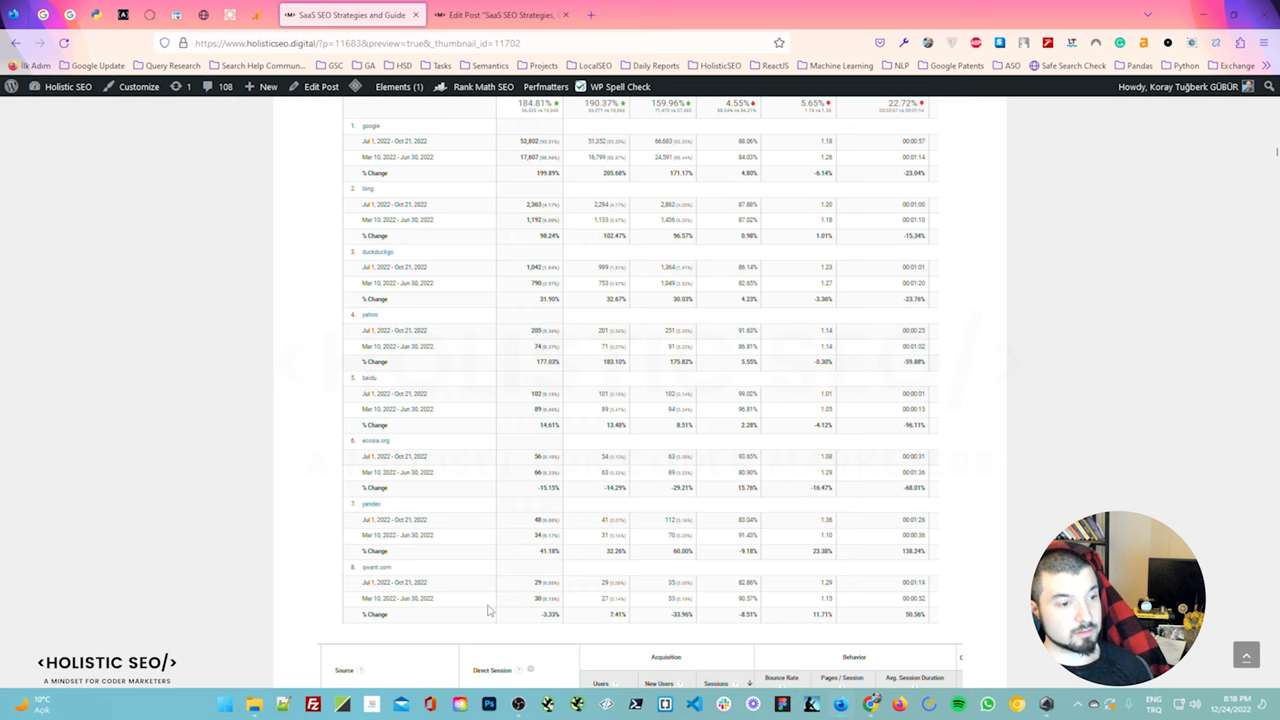 SaaS SEO Strategies and Guide
Edit Post "SaaS SEO Strategies,
https://www.holisticseo.digital/?p=11683&preview=true&_thumbnail_id=11702
İlk Adım Google Update Query Research Search Help Commun... GSC GA HSD Tasks Semantics Projects LocalSEO Daily Reports HolisticSEO ReactJS Machine Learning NLP Google Patents ASO Safe Search Check Pandas Python Exchange
Holistic SEO Customize 1 108 New Edit Post Elements (1) Rank Math SEO Perfmatters WP Spell Check Howdy, Koray Tuğberk GÜBÜR
184.81% 190.37% 159.96% 4.55% 5.65% 22.72%
1. google
Jul 1, 2022 - Oct 21, 2022 52,802 51,352 66,683 88.06% 1.18 00:00:57
Mar 10, 2022 - Jun 30, 2022 17,607 16,799 24,591 84.03% 1.26 00:01:14
% Change 199.89% 205.68% 171.17% 4.80% -6.14% -23.04%
2. bing
Jul 1, 2022 - Oct 21, 2022 2,363 2,294 2,862 87.88% 1.20 00:01:00
Mar 10, 2022 - Jun 30, 2022 1,192 1,133 1,456 87.02% 1.18 00:01:10
% Change 98.24% 102.47% 96.57% 0.98% 1.01% -15.34%
3. duckduckgo
Jul 1, 2022 - Oct 21, 2022 1,042 999 1,364 86.14% 1.23 00:01:01
Mar 10, 2022 - Jun 30, 2022 790 753 1,049 82.65% 1.27 00:01:20
% Change 31.90% 32.67% 30.03% 4.23% -3.36% -23.76%
4. yahoo
Jul 1, 2022 - Oct 21, 2022 205 201 251 91.63% 1.14 00:00:25
Mar 10, 2022 - Jun 30, 2022 74 71 91 86.81% 1.14 00:01:02
% Change 177.03% 183.10% 175.82% 5.55% -0.30% -59.88%
5. baidu
Jul 1, 2022 - Oct 21, 2022 102 101 102 99.02% 1.01 00:00:01
Mar 10, 2022 - Jun 30, 2022 89 89 94 96.81% 1.05 00:00:15
% Change 14.61% 13.48% 8.51% 2.28% -4.12% -96.11%
6. ecosia.org
Jul 1, 2022 - Oct 21, 2022 56 54 63 93.65% 1.08 00:00:31
Mar 10, 2022 - Jun 30, 2022 66 63 89 80.90% 1.29 00:01:36
% Change -15.15% -14.29% -29.21% 15.76% -16.47% -68.01%
7. yandex
Jul 1, 2022 - Oct 21, 2022 48 41 112 83.04% 1.36 00:01:26
Mar 10, 2022 - Jun 30, 2022 34 31 70 91.43% 1.10 00:00:36
% Change 41.18% 32.26% 60.00% -9.18% 23.38% 138.24%
8. qwant.com
Jul 1, 2022 - Oct 21, 2022 29 29 35 82.86% 1.29 00:01:19
Mar 10, 2022 - Jun 30, 2022 30 27 53 90.57% 1.15 00:00:52
% Change -3.33% 7.41% -33.96% -8.51% 11.71% 50.56%
Acquisition Behavior
Source Direct Session
Users New Users Sessions Bounce Rate Pages / Session Avg. Session Duration
<HOLISTIC SEO/>
A MINDSET FOR CODER MARKETERS
10°C
Açık
ENG
TRQ
8:18 PM
12/24/2022